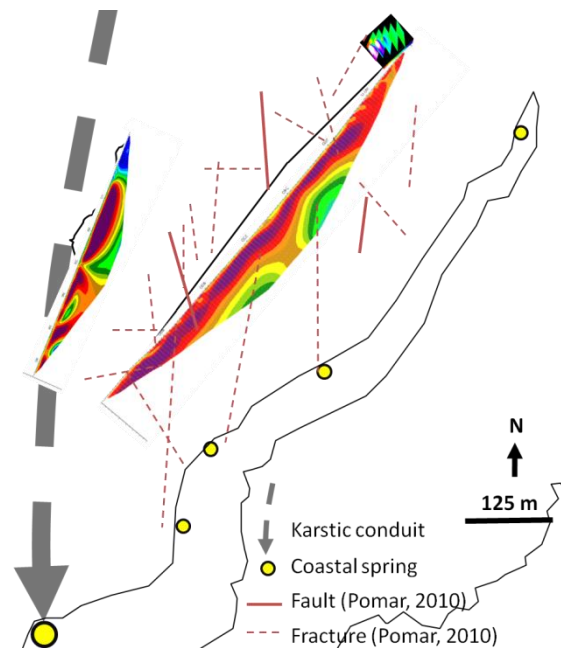 N
125 m
Karstic conduit
Coastal spring
Fault (Pomar, 2010)
Fracture (Pomar, 2010)